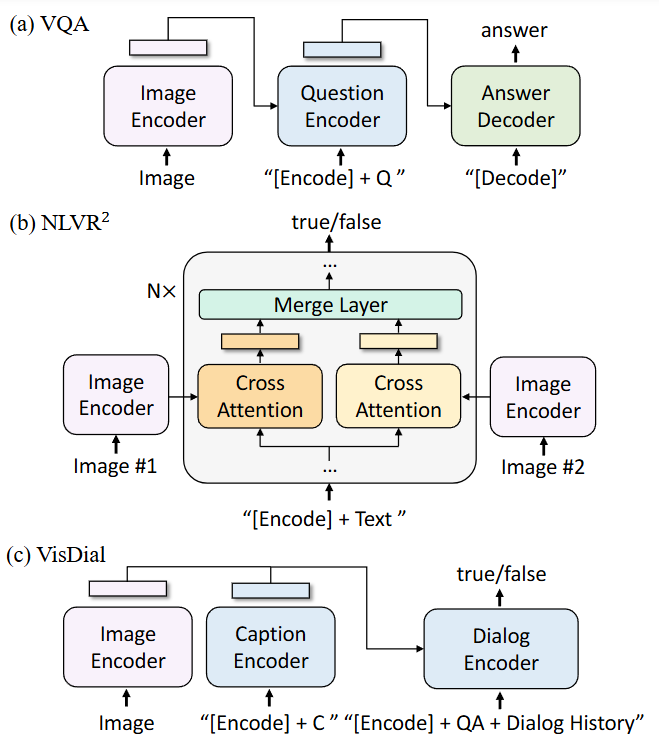 (a) VQA
answer
Image
Encoder
Question
Encoder
Answer
Decoder
Image
“[Encode] + Q ”
“[Decode]”
(b) NLVR²
true/false
...
N×
Merge Layer
Image
Encoder
Cross
Attention
Cross
Attention
Image
Encoder
Image #1
...
Image #2
“[Encode] + Text ”
(c) VisDial
true/false
Image
Encoder
Caption
Encoder
Dialog
Encoder
Image
“[Encode] + C ”
“[Encode] + QA + Dialog History”